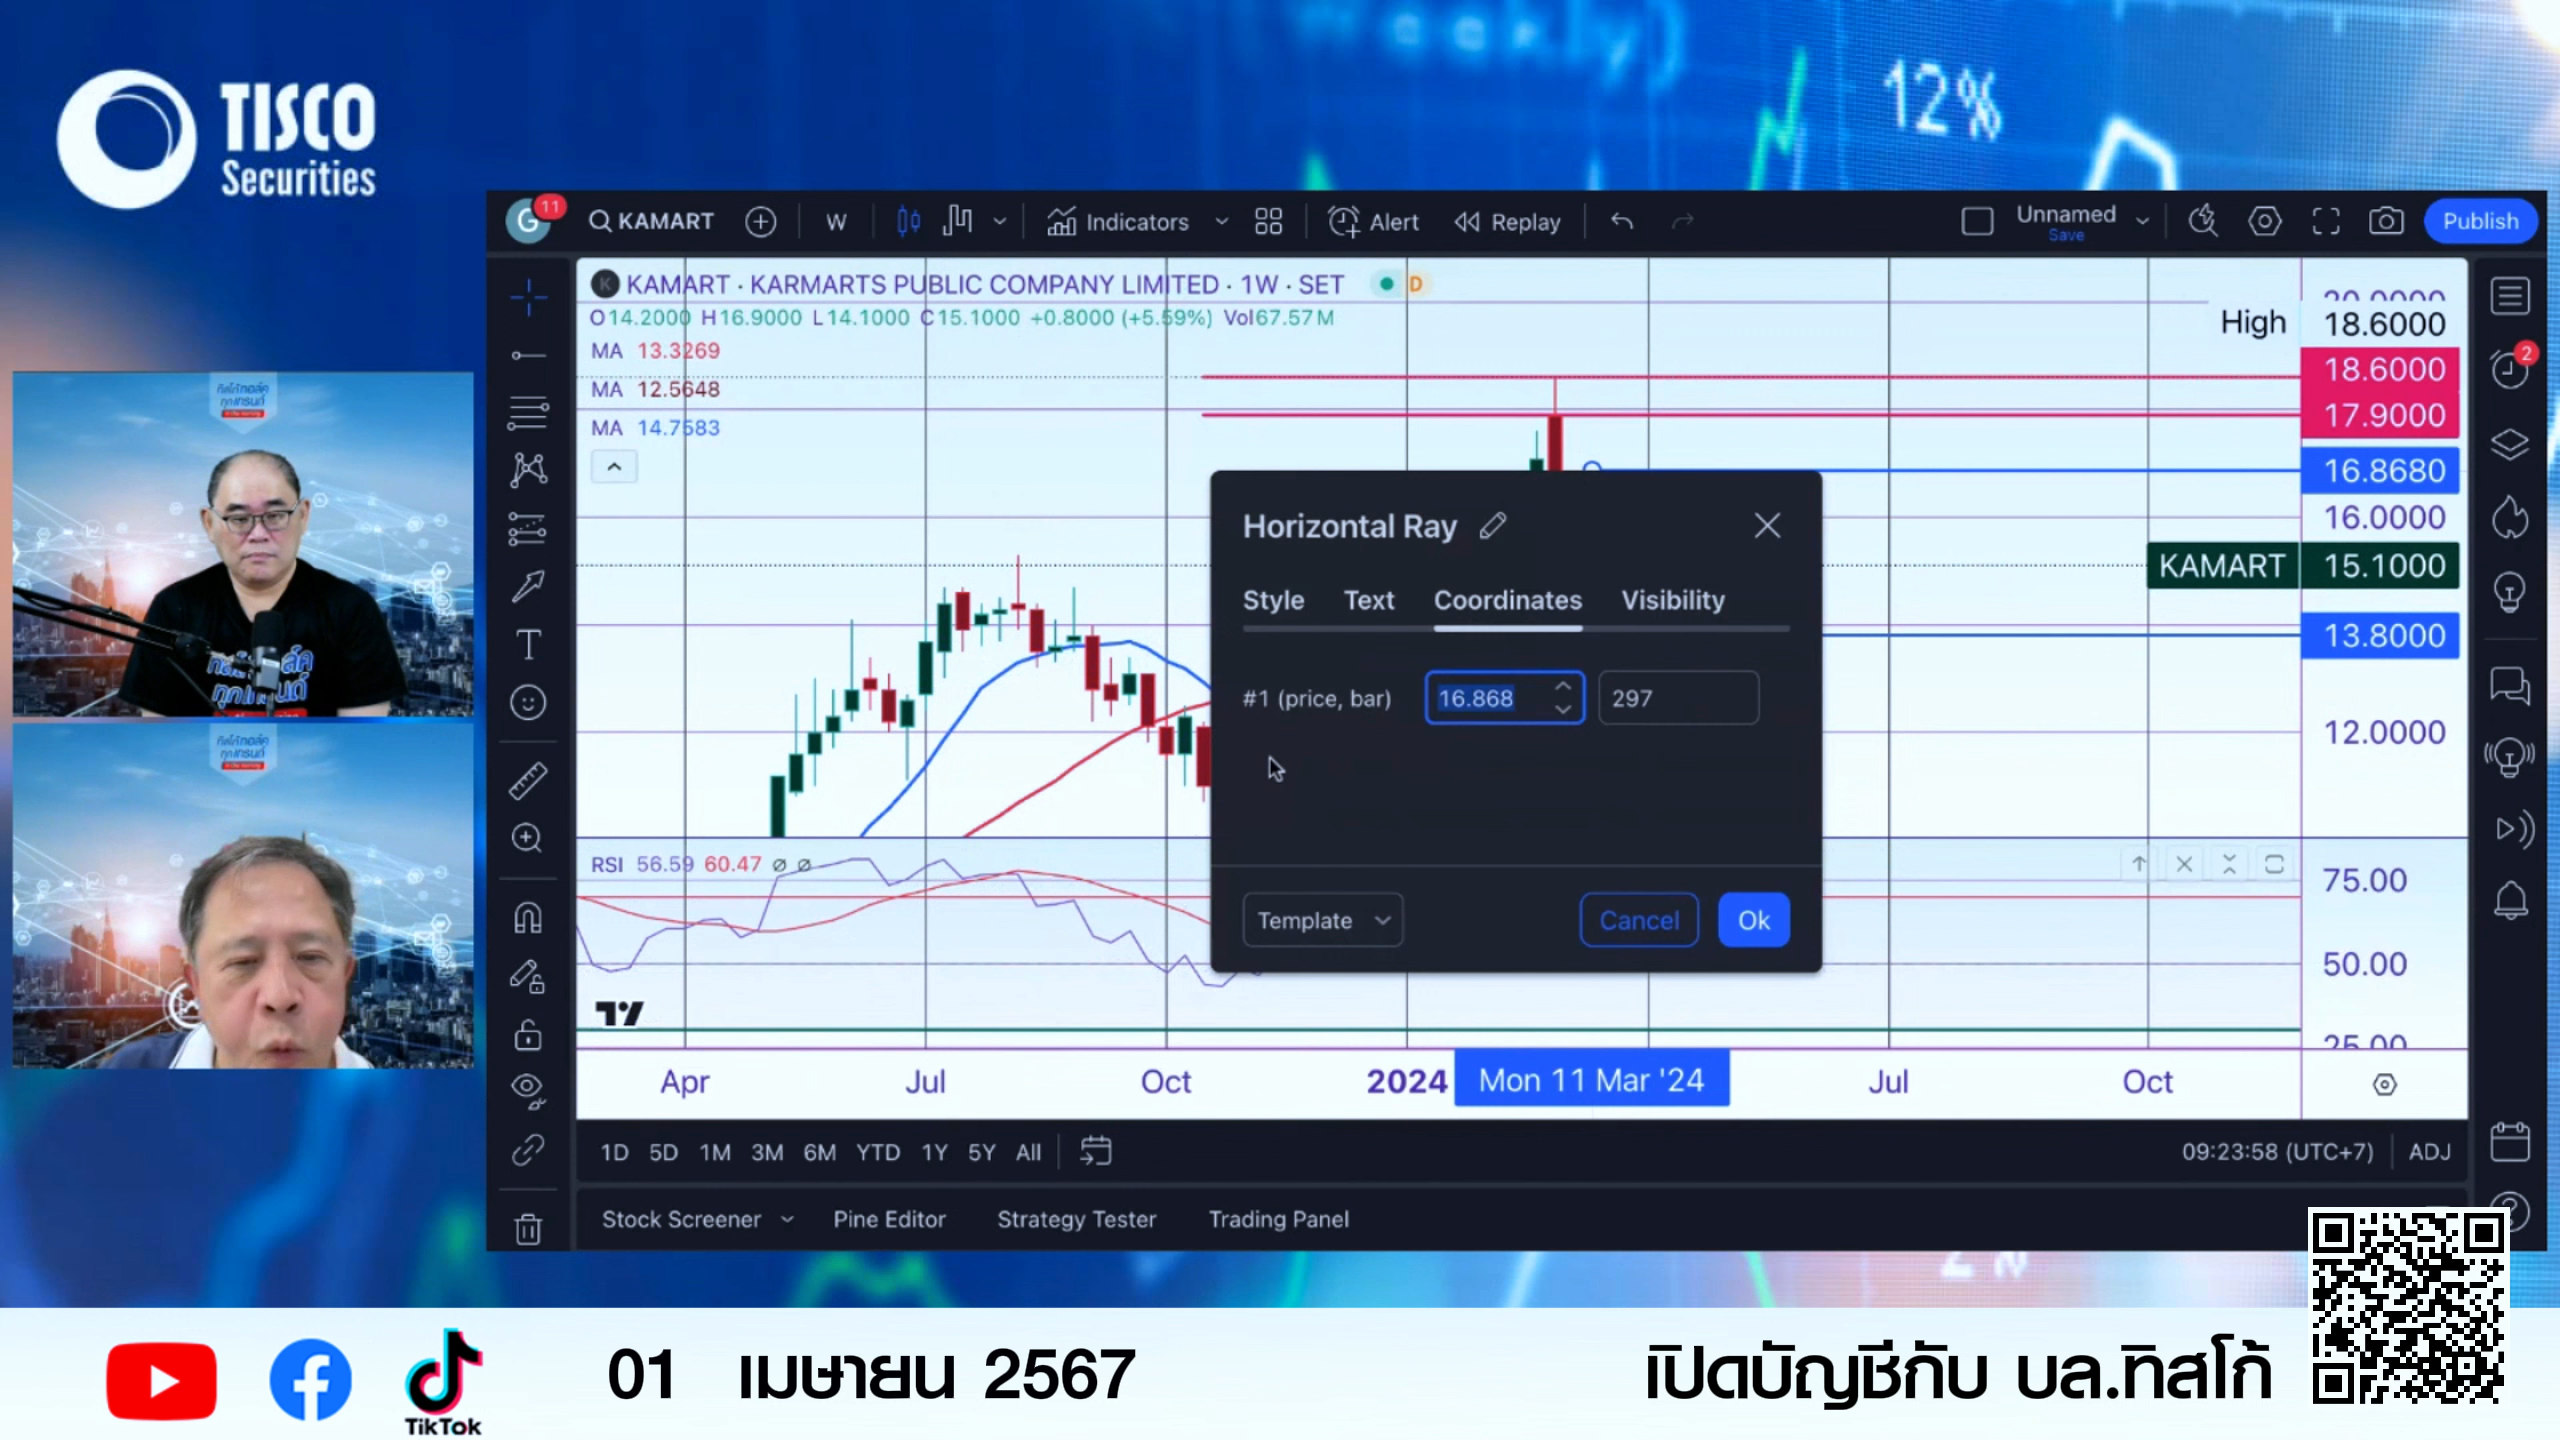 Weekly)
12%
TISCO
Securities
G 11
KAMART
W
Indicators
Alert
Replay
Unnamed
Save
Publish
K KAMART · KARMARTS PUBLIC COMPANY LIMITED · 1W · SET D
O14.2000 H16.9000 L14.1000 C15.1000 +0.8000 (+5.59%) Vol67.57M
MA 13.3269
MA 12.5648
MA 14.7583
20.0000
High 18.6000
18.6000
17.9000
16.8680
16.0000
KAMART 15.1000
13.8000
12.0000
2
Horizontal Ray
Style Text Coordinates Visibility
#1 (price, bar) 16.868 297
Template
Cancel Ok
RSI 56.59 60.47 ∅ ∅
75.00
50.00
25.00
Apr Jul Oct 2024 Mon 11 Mar '24 Jul Oct
1D 5D 1M 3M 6M YTD 1Y 5Y All
09:23:58 (UTC+7) ADJ
Stock Screener Pine Editor Strategy Tester Trading Panel
TikTok
01 เมษายน 2567
เปิดบัญชีกับ บล.ทิสโก้